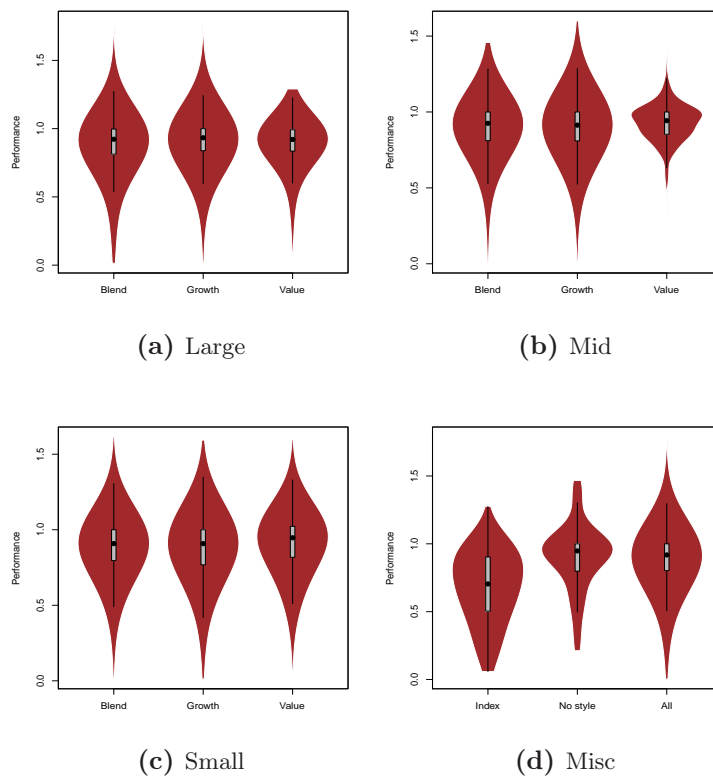 Performance
0.0 0.5 1.0 1.5
Blend Growth Value
(a) Large
Performance
0.0 0.5 1.0 1.5
Blend Growth Value
(b) Mid
Performance
0.0 0.5 1.0 1.5
Blend Growth Value
(c) Small
Performance
0.0 0.5 1.0 1.5
Index No style All
(d) Misc